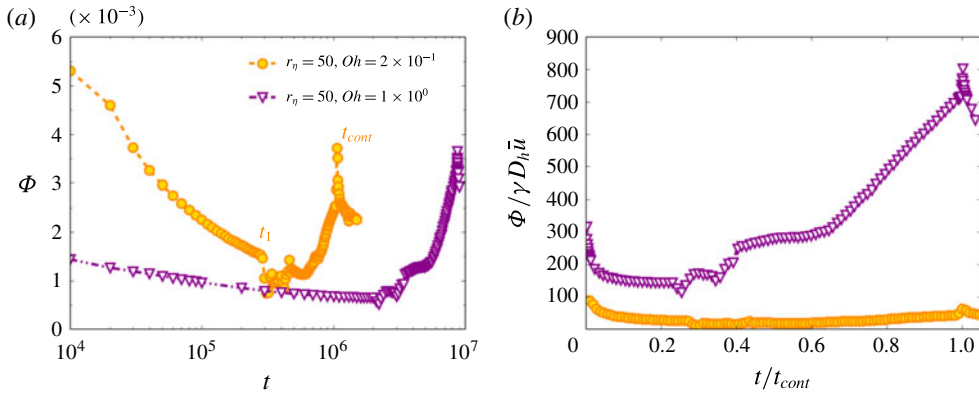 (a) (× 10⁻³)
6
5
4
3
2
1
0
Φ
r_η = 50, Oh = 2 × 10⁻¹
r_η = 50, Oh = 1 × 10⁰
t_cont
t₁
10⁴ 10⁵ 10⁶ 10⁷
t
(b)
900
800
700
600
500
400
300
200
100
Φ/γ D_h ū
0 0.2 0.4 0.6 0.8 1.0
t/t_cont